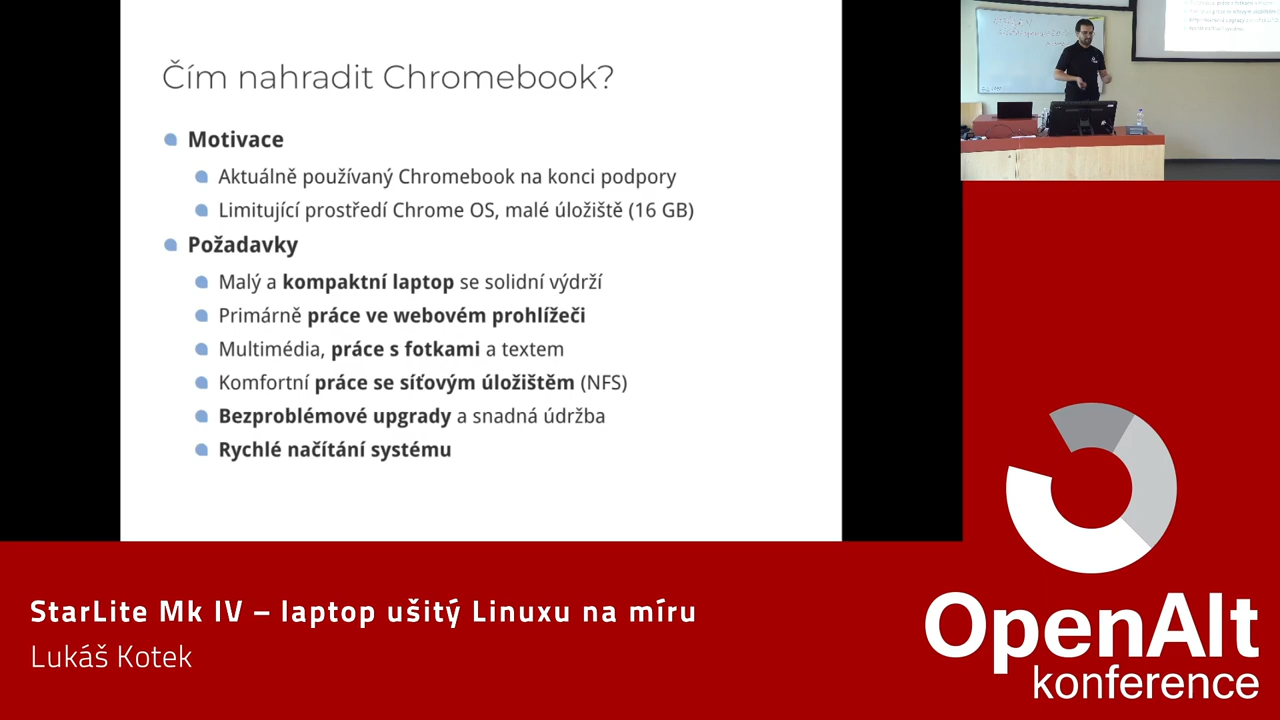 Čím nahradit Chromebook?
Motivace
Aktuálně používaný Chromebook na konci podpory
Limitující prostředí Chrome OS, malé úložiště (16 GB)
Požadavky
Malý a kompaktní laptop se solidní výdrží
Primárně práce ve webovém prohlížeči
Multimédia, práce s fotkami a textem
Komfortní práce se síťovým úložištěm (NFS)
Bezproblémové upgrady a snadná údržba
Rychlé načítání systému
StarLite Mk IV – laptop ušitý Linuxu na míru
Lukáš Kotek
OpenAlt
konference